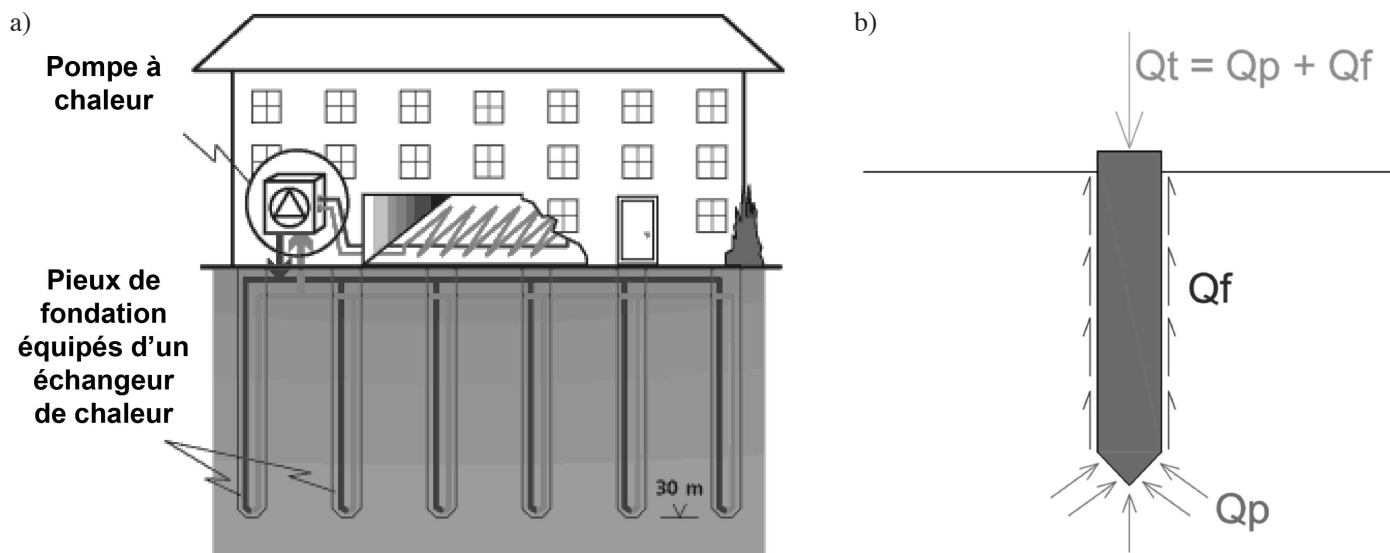 a)
Pompe à
chaleur
Pieux de
fondation
équipés d’un
échangeur
de chaleur
30 m
b)
Qt = Qp + Qf
Qf
Qp